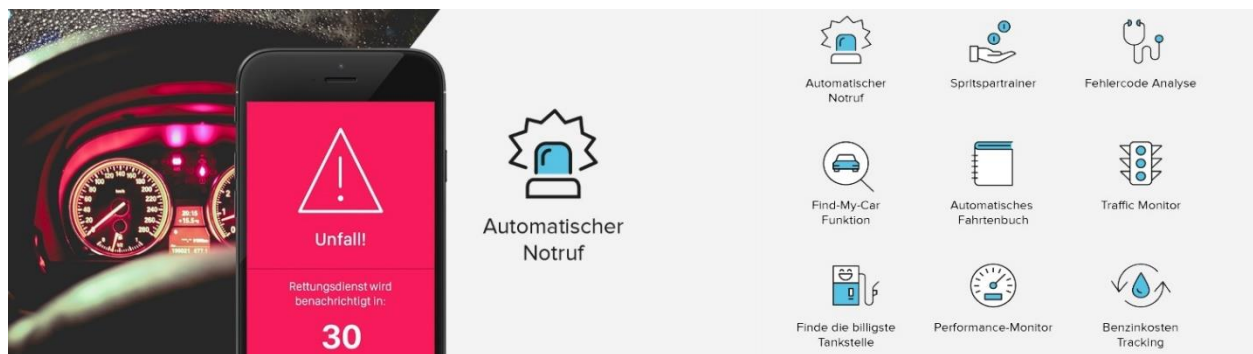 Unfall!
Rettungsdienst wird
benachrichtigt in:
30
Automatischer
Notruf
Automatischer
Notruf
Spritspartrainer
Fehlercode Analyse
Find-My-Car
Funktion
Automatisches
Fahrtenbuch
Traffic Monitor
Finde die billigste
Tankstelle
Performance-Monitor
Benzinkosten
Tracking